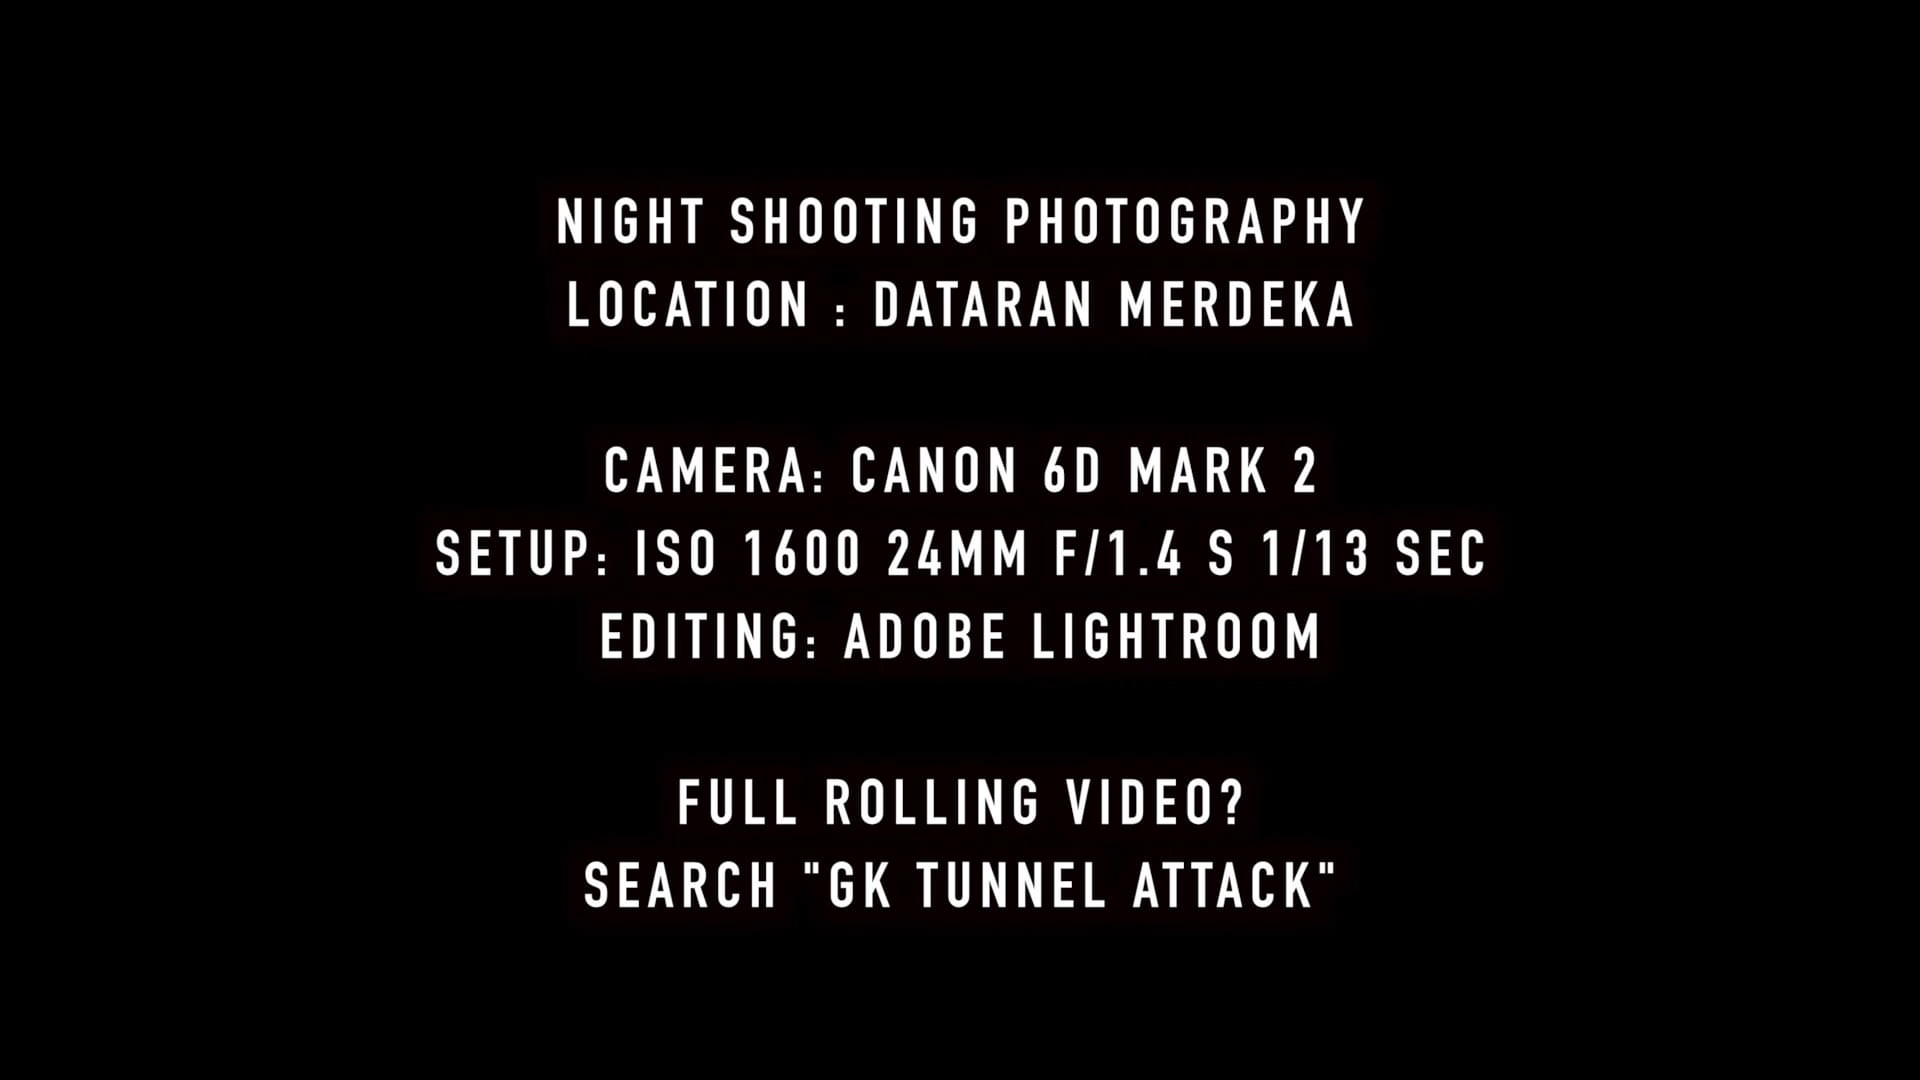 NIGHT SHOOTING PHOTOGRAPHY
LOCATION : DATARAN MERDEKA
CAMERA: CANON 6D MARK 2
SETUP: ISO 1600 24MM F/1.4 S 1/13 SEC
EDITING: ADOBE LIGHTROOM
FULL ROLLING VIDEO?
SEARCH "GK TUNNEL ATTACK"